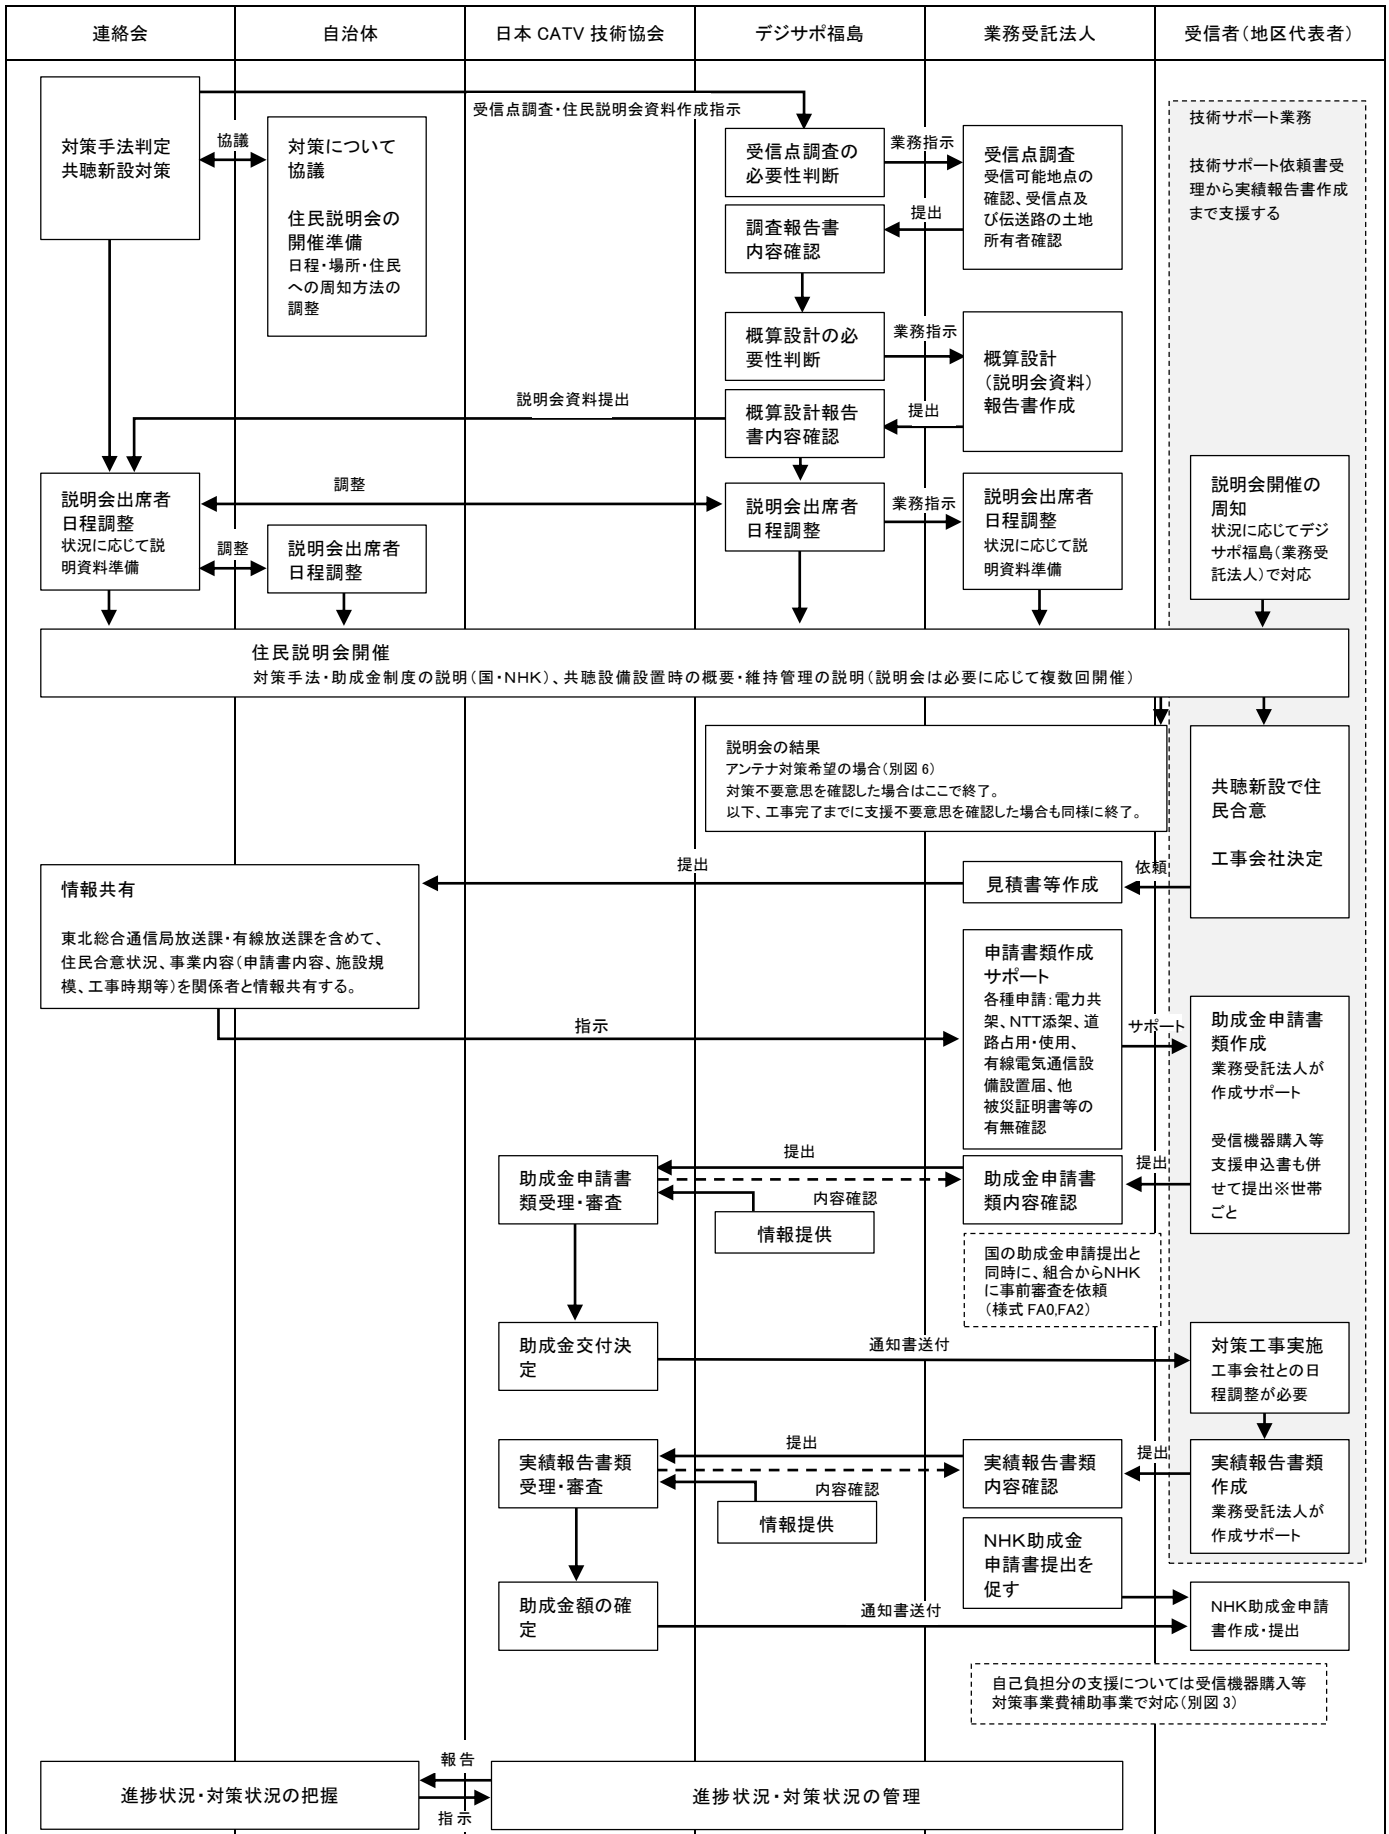 連絡会
自治体
日本 CATV 技術協会
デジサポ福島
業務受託法人
受信者（地区代表者）
対策手法判定
共聴新設対策
協議
対策について
協議
住民説明会の
開催準備
日程・場所・住民
への周知方法の
調整
受信点調査・住民説明会資料作成指示
受信点調査の
必要性判断
業務指示
受信点調査
受信可能地点の
確認、受信点及
び伝送路の土地
所有者確認
提出
調査報告書
内容確認
技術サポート業務
技術サポート依頼書受
理から実績報告書作成
まで支援する
概算設計の必
要性判断
業務指示
概算設計
（説明会資料）
報告書作成
提出
概算設計報告
書内容確認
説明会資料提出
説明会出席者
日程調整
状況に応じて説
明資料準備
調整
調整
説明会出席者
日程調整
説明会出席者
日程調整
業務指示
説明会出席者
日程調整
状況に応じて説
明資料準備
説明会開催の
周知
状況に応じてデジ
サポ福島（業務受
託法人）で対応
住民説明会開催
対策手法・助成金制度の説明（国・NHK）、共聴設備設置時の概要・維持管理の説明（説明会は必要に応じて複数回開催）
説明会の結果
アンテナ対策希望の場合（別図 6）
対策不要意思を確認した場合はここで終了。
以下、工事完了までに支援不要意思を確認した場合も同様に終了。
共聴新設で住
民合意
工事会社決定
依頼
見積書等作成
提出
情報共有
東北総合通信局放送課・有線放送課を含めて、
住民合意状況、事業内容（申請書内容、施設規
模、工事時期等）を関係者と情報共有する。
指示
申請書類作成
サポート
各種申請：電力共
架、NTT添架、道
路占用・使用、
有線電気通信設
備設置届、他
被災証明書等の
有無確認
サポート
助成金申請書
類作成
業務受託法人が
作成サポート
受信機器購入等
支援申込書も併
せて提出※世帯
ごと
提出
助成金申請書
類内容確認
提出
助成金申請書
類受理・審査
内容確認
情報提供
国の助成金申請提出と
同時に、組合からNHK
に事前審査を依頼
（様式 FA0,FA2）
助成金交付決
定
通知書送付
対策工事実施
工事会社との日
程調整が必要
実績報告書類
作成
業務受託法人が
作成サポート
提出
実績報告書類
内容確認
提出
実績報告書類
受理・審査
内容確認
情報提供
NHK助成金
申請書提出を
促す
助成金額の確
定
通知書送付
NHK助成金申請
書作成・提出
自己負担分の支援については受信機器購入等
対策事業費補助事業で対応（別図 3）
進捗状況・対策状況の把握
報告
指示
進捗状況・対策状況の管理